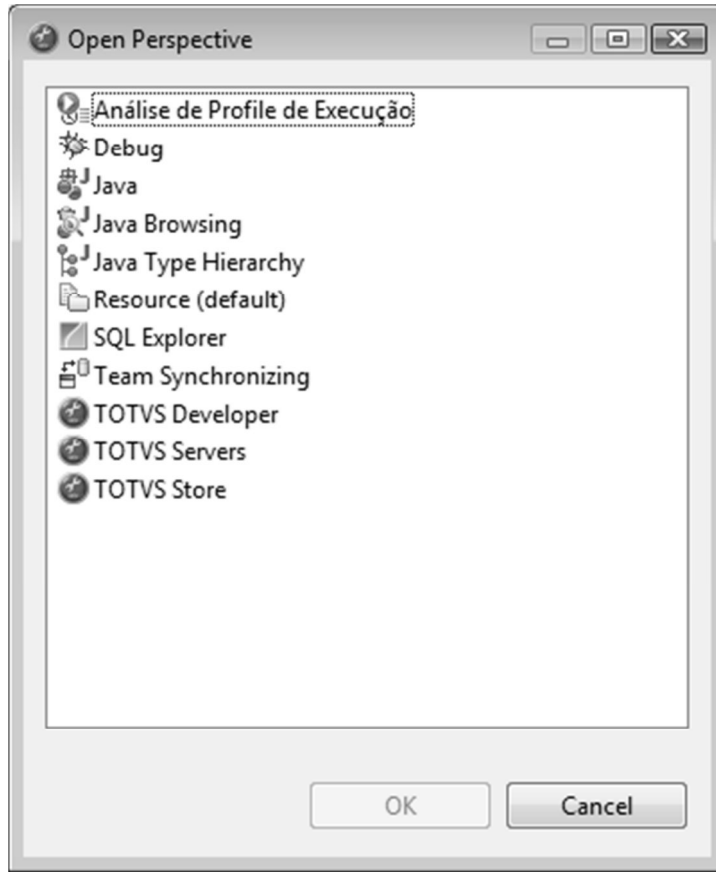 Open Perspective
Análise de Profile de Execução
Debug
Java
Java Browsing
Java Type Hierarchy
Resource (default)
SQL Explorer
Team Synchronizing
TOTVS Developer
TOTVS Servers
TOTVS Store
OK
Cancel